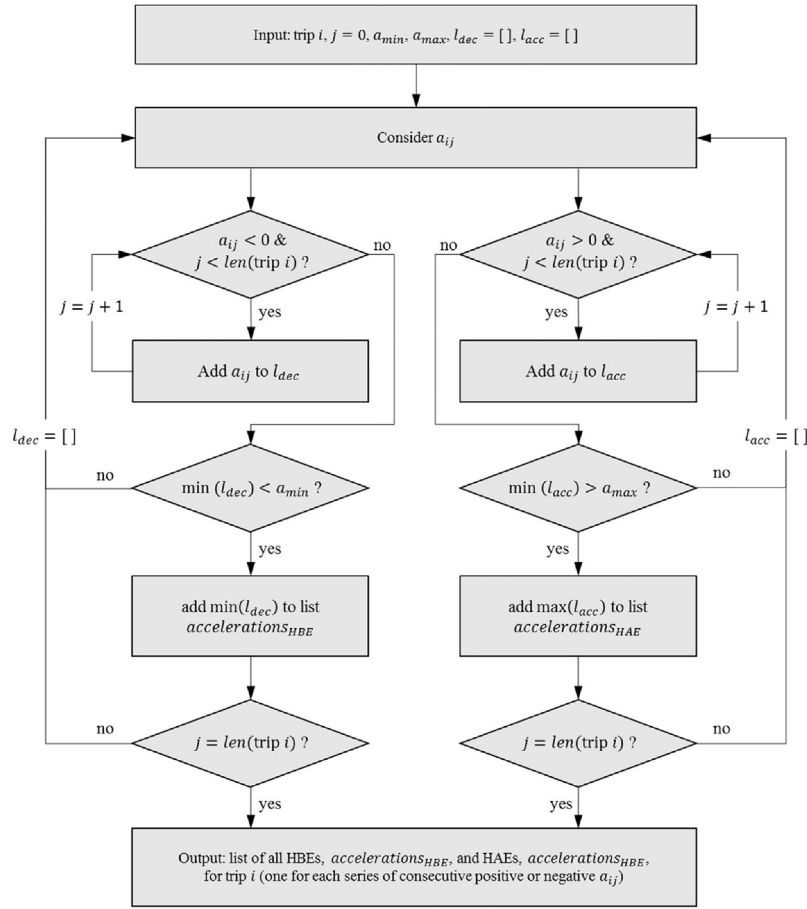 Input: trip i, j = 0, a_min, a_max, l_dec = [ ], l_acc = [ ]
Consider a_ij
a_ij < 0 &
j < len(trip i) ?
no
no
a_ij > 0 &
j < len(trip i) ?
j = j + 1
yes
yes
j = j + 1
Add a_ij to l_dec
Add a_ij to l_acc
l_dec = [ ]
l_acc = [ ]
no
min (l_dec) < a_min ?
min (l_acc) > a_max ?
no
yes
yes
add min(l_dec) to list
accelerations_HBE
add max(l_acc) to list
accelerations_HAE
no
j = len(trip i) ?
j = len(trip i) ?
no
yes
yes
Output: list of all HBEs, accelerations_HBE, and HAEs, accelerations_HBE,
for trip i (one for each series of consecutive positive or negative a_ij)